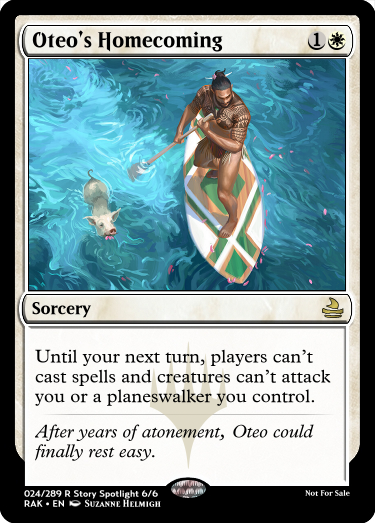 Oteo's Homecoming 1
Sorcery
Until your next turn, players can't
cast spells and creatures can't attack
you or a planeswalker you control.
After years of atonement, Oteo could
finally rest easy.
024/289 R Story Spotlight 6/6
Not For Sale
RAK • EN Suzanne Helmigh